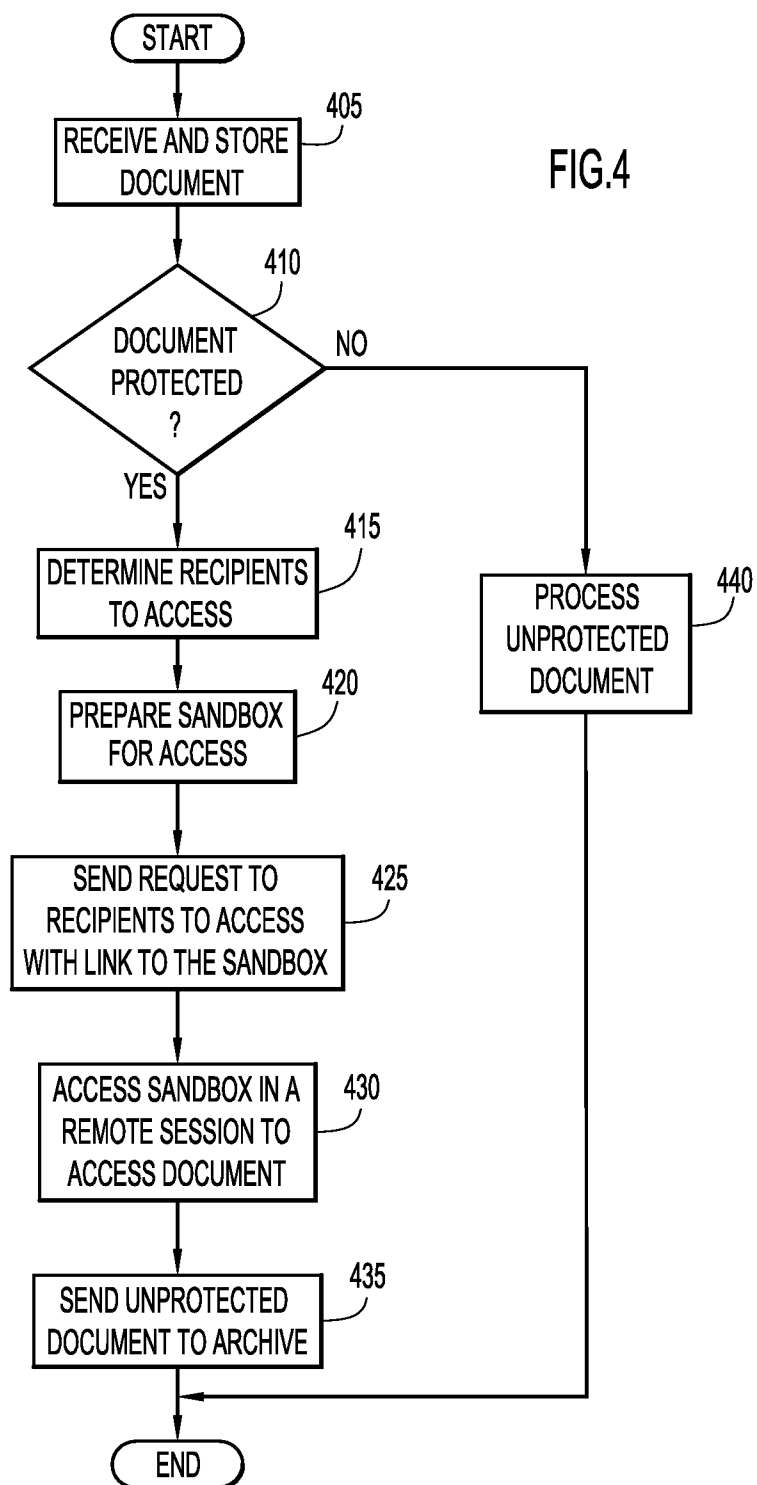 START
405
RECEIVE AND STORE
DOCUMENT
FIG.4
410
DOCUMENT
PROTECTED
?
NO
YES
415
DETERMINE RECIPIENTS
TO ACCESS
440
PROCESS
UNPROTECTED
DOCUMENT
420
PREPARE SANDBOX
FOR ACCESS
425
SEND REQUEST TO
RECIPIENTS TO ACCESS
WITH LINK TO THE SANDBOX
430
ACCESS SANDBOX IN A
REMOTE SESSION TO
ACCESS DOCUMENT
435
SEND UNPROTECTED
DOCUMENT TO ARCHIVE
END